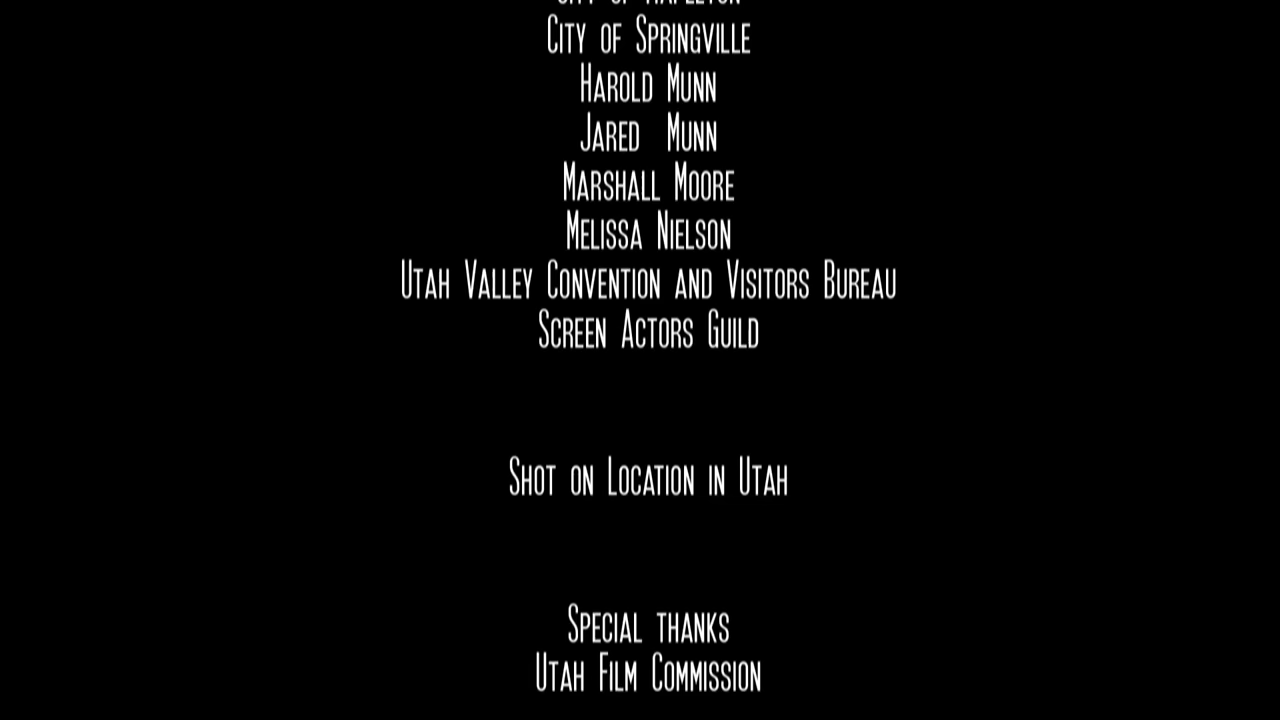 City of Springville
Harold Munn
Jared Munn
Marshall Moore
Melissa Nielson
Utah Valley Convention and Visitors Bureau
Screen Actors Guild
Shot on Location in Utah
Special thanks
Utah Film Commission